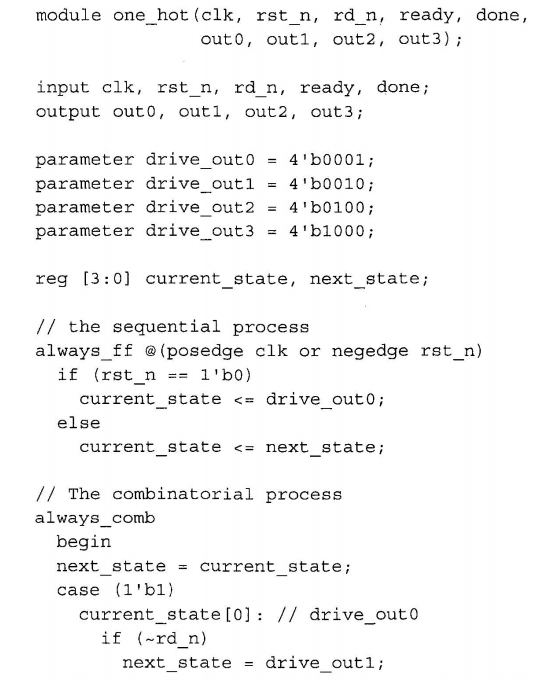 module one_hot(clk, rst_n, rd_n, ready, done,
out0, out1, out2, out3);
input clk, rst_n, rd_n, ready, done;
output out0, out1, out2, out3;
parameter drive_out0 = 4'b0001;
parameter drive_out1 = 4'b0010;
parameter drive_out2 = 4'b0100;
parameter drive_out3 = 4'b1000;
reg [3:0] current_state, next_state;
// the sequential process
always_ff @(posedge clk or negedge rst_n)
if (rst_n == 1'b0)
current_state <= drive_out0;
else
current_state <= next_state;
// The combinatorial process
always_comb
begin
next_state = current_state;
case (1'b1)
current_state[0]: // drive_out0
if (~rd_n)
next_state = drive_out1;